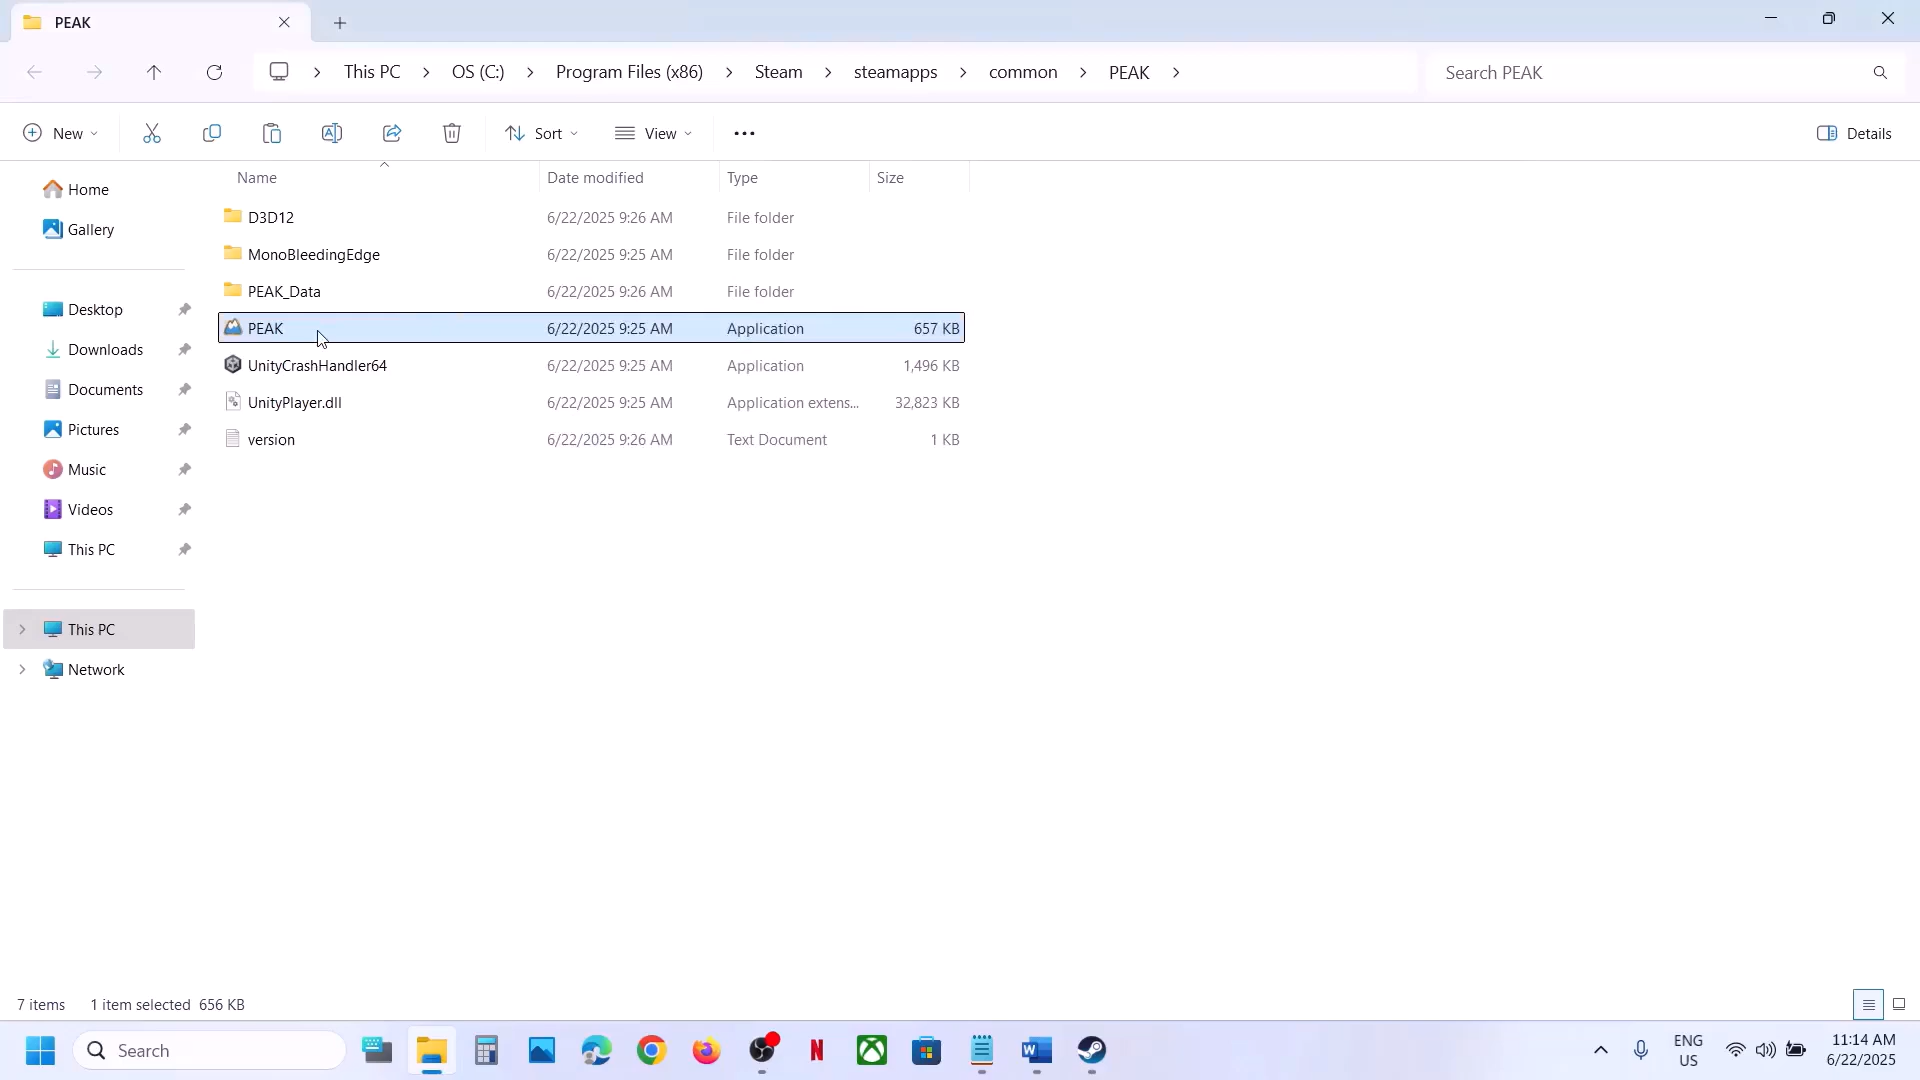 PEAK
This PC
OS (C:)
Program Files (x86)
Steam
steamapps
common
PEAK
Search PEAK
New
Sort
View
Details
Name
Date modified
Type
Size
D3D12
6/22/2025 9:26 AM
File folder
MonoBleedingEdge
6/22/2025 9:25 AM
File folder
PEAK_Data
6/22/2025 9:26 AM
File folder
PEAK
6/22/2025 9:25 AM
Application
657 KB
UnityCrashHandler64
6/22/2025 9:25 AM
Application
1,496 KB
UnityPlayer.dll
6/22/2025 9:25 AM
Application extens...
32,823 KB
version
6/22/2025 9:26 AM
Text Document
1 KB
Home
Gallery
Desktop
Downloads
Documents
Pictures
Music
Videos
This PC
This PC
Network
7 items
1 item selected 656 KB
Search
ENG
US
11:14 AM
6/22/2025